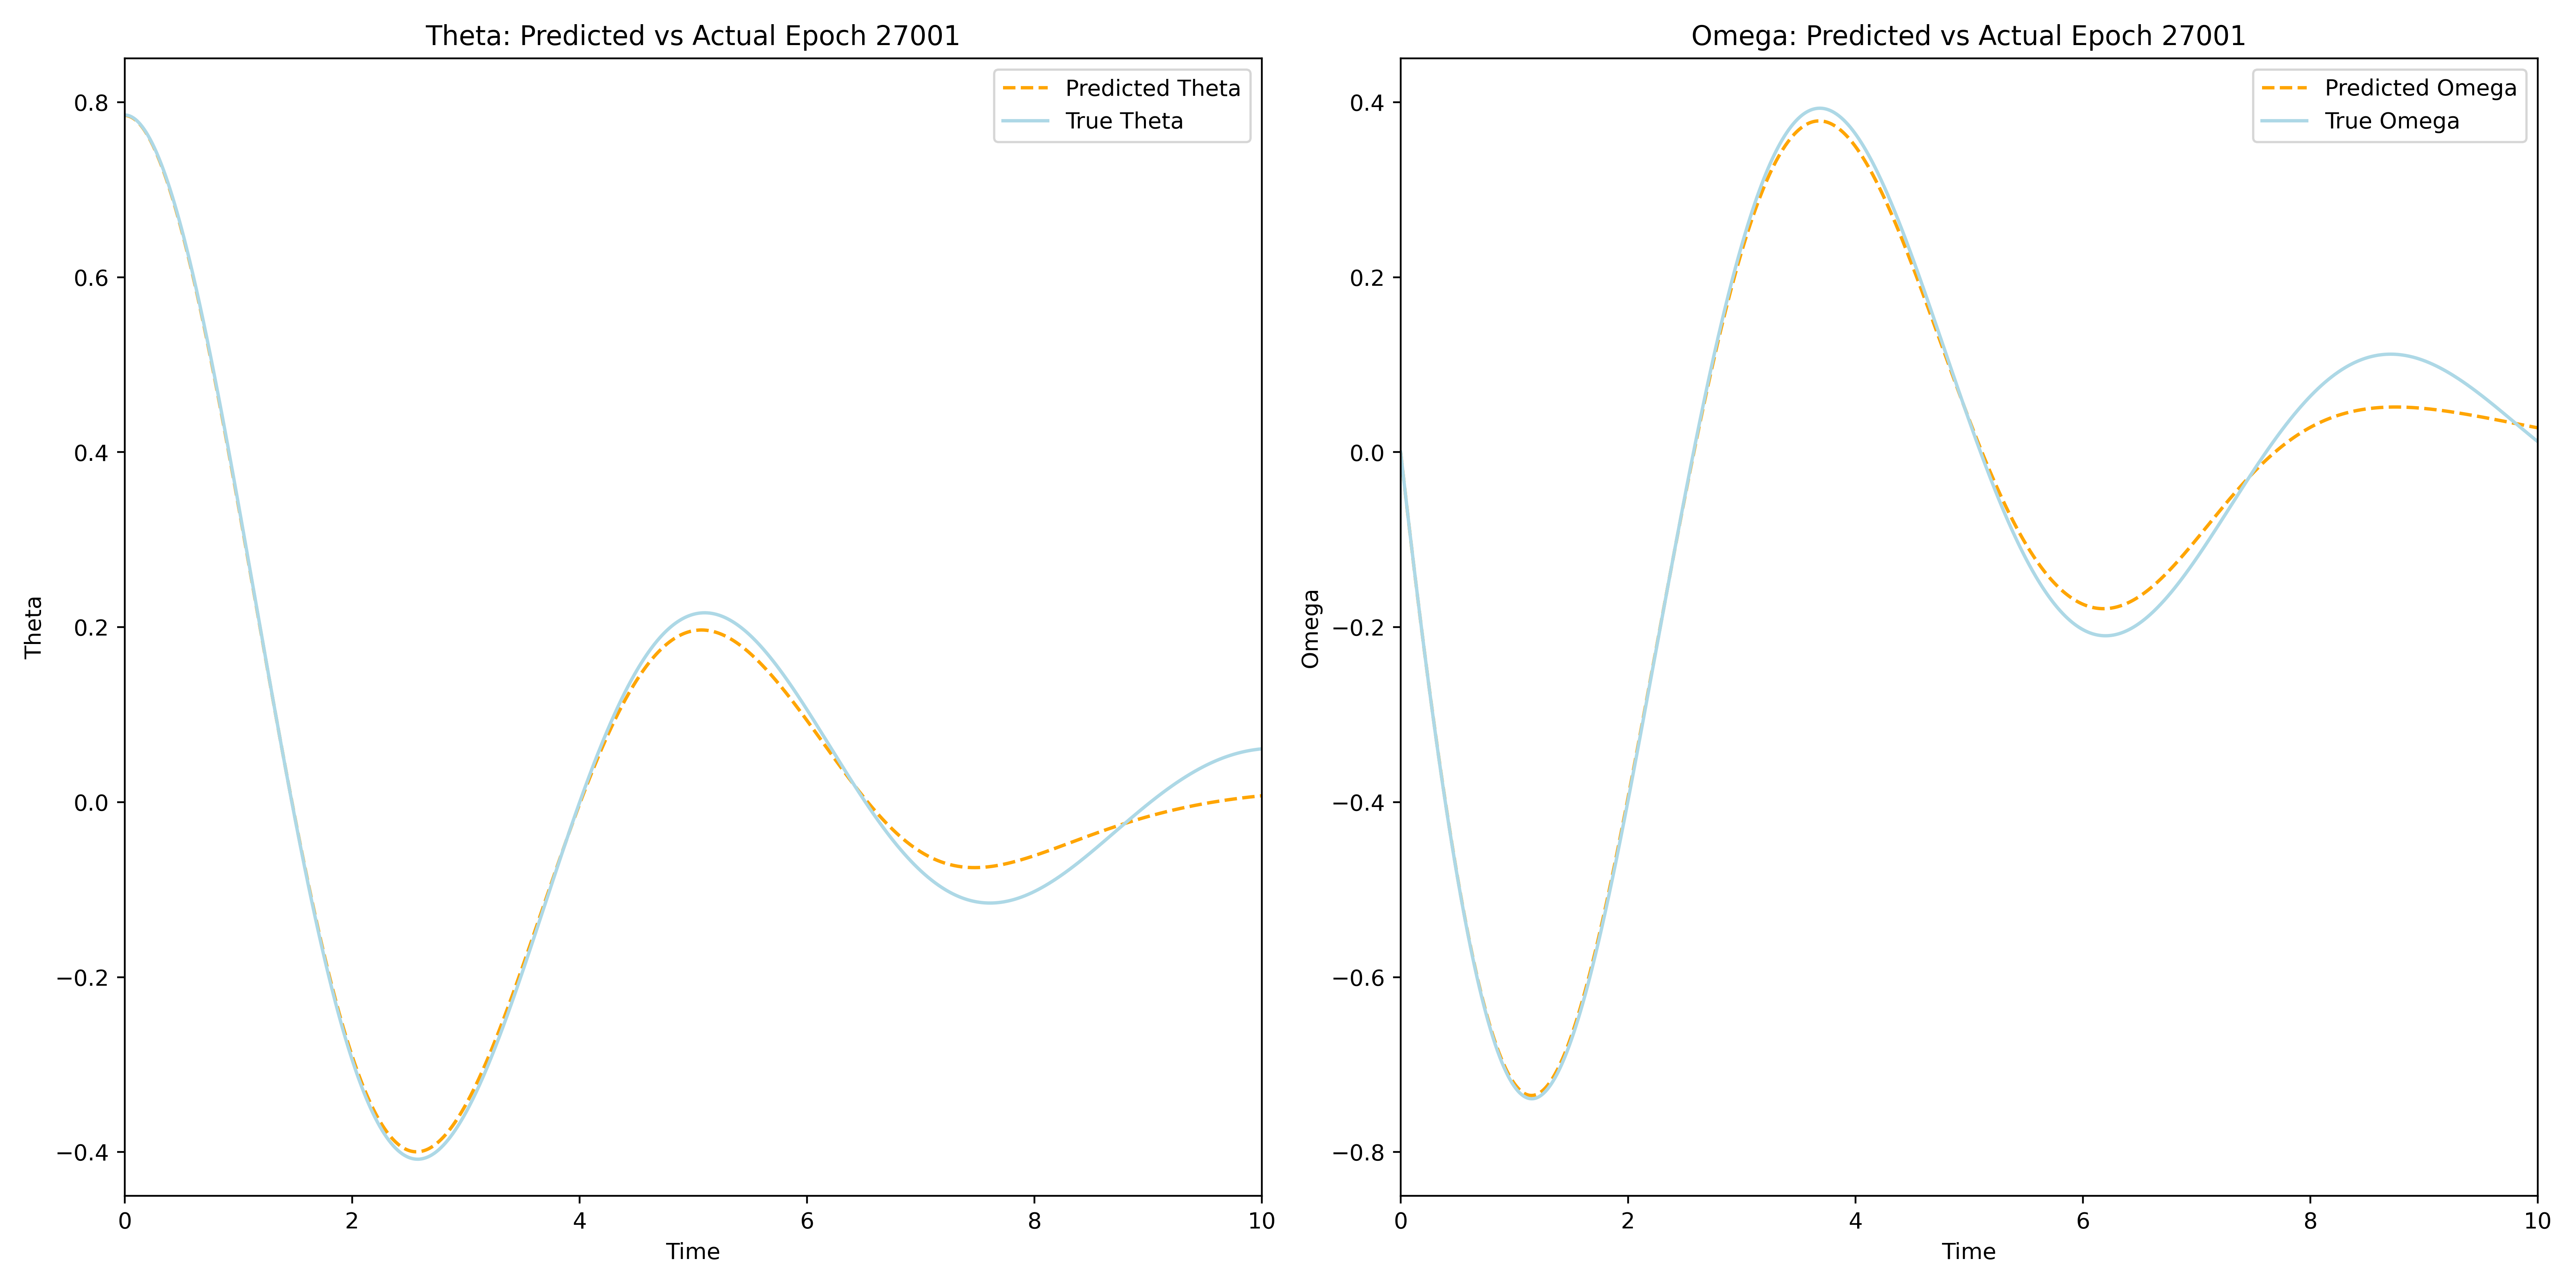 Theta: Predicted vs Actual Epoch 27001
Predicted Theta
True Theta
Theta
0.8
0.6
0.4
0.2
0.0
−0.2
−0.4
0 2 4 6 8 10
Time
Omega: Predicted vs Actual Epoch 27001
Predicted Omega
True Omega
Omega
0.4
0.2
0.0
−0.2
−0.4
−0.6
−0.8
0 2 4 6 8 10
Time